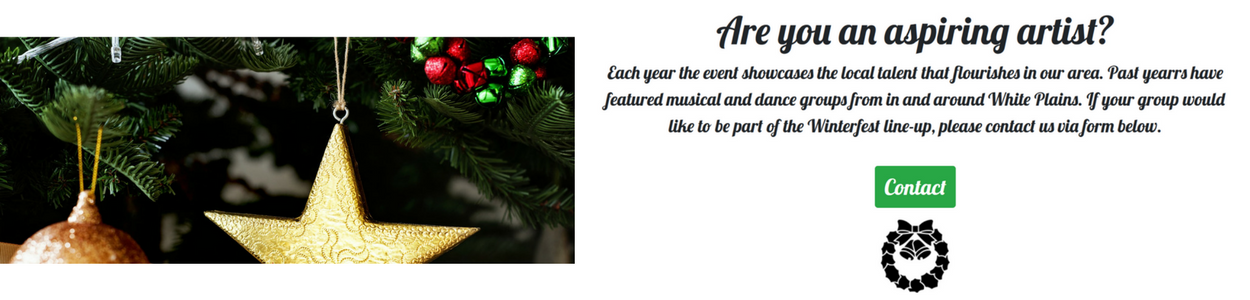 Are you an aspiring artist?
Each year the event showcases the local talent that flourishes in our area. Past yearrs have
featured musical and dance groups from in and around White Plains. If your group would
like to be part of the Winterfest line-up, please contact us via form below.
Contact